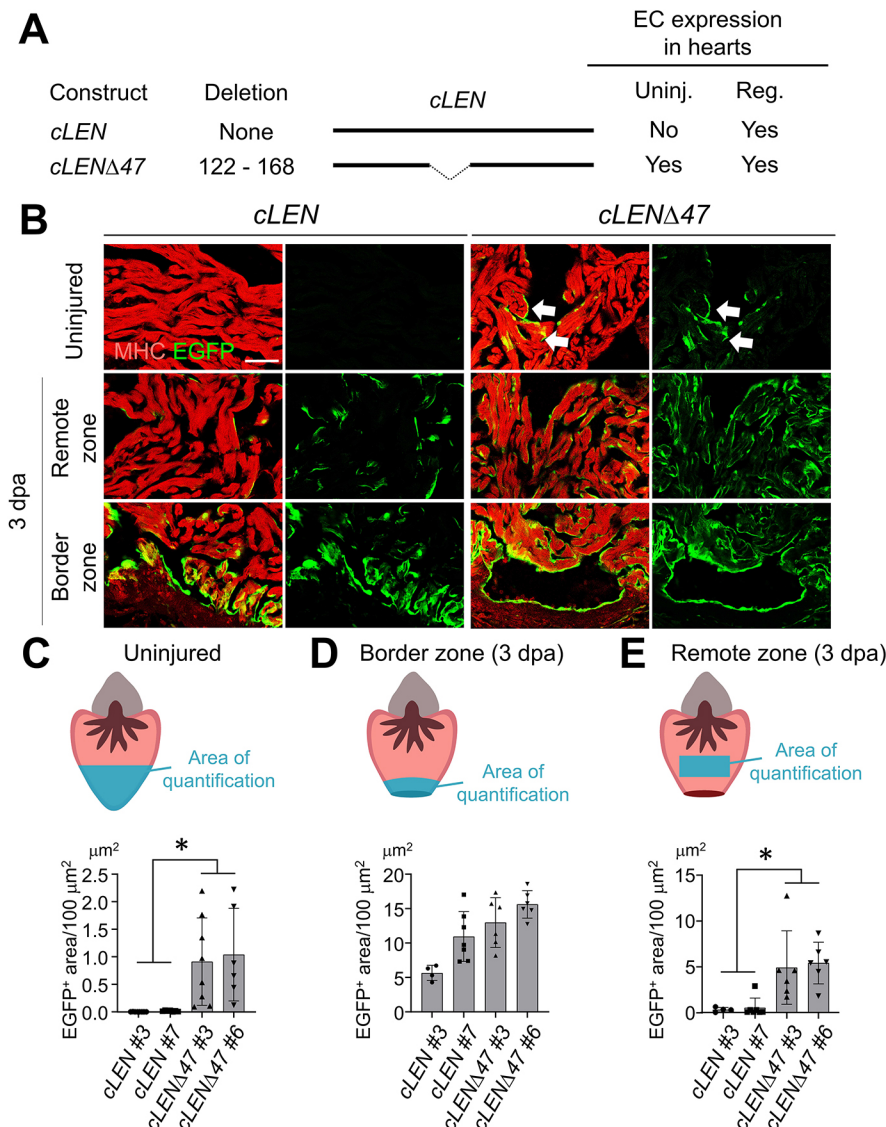 A
EC expression
in hearts
Construct Deletion cLEN Uninj. Reg.
cLEN None No Yes
cLENΔ47 122 - 168 Yes Yes
B
cLEN cLENΔ47
Uninjured
MHC EGFP
3 dpa
Remote
zone
Border
zone
C Uninjured
Area of
quantification
μm²
EGFP⁺ area/100 μm²
*
2.5
2.0
1.5
1.0
0.5
0.0
cLEN #3
cLEN #7
cLENΔ47 #3
cLENΔ47 #6
D Border zone (3 dpa)
Area of
quantification
μm²
EGFP⁺ area/100 μm²
20
15
10
5
0
cLEN #3
cLEN #7
cLENΔ47 #3
cLENΔ47 #6
E Remote zone (3 dpa)
Area of
quantification
μm²
EGFP⁺ area/100 μm²
*
15
10
5
0
cLEN #3
cLEN #7
cLENΔ47 #3
cLENΔ47 #6